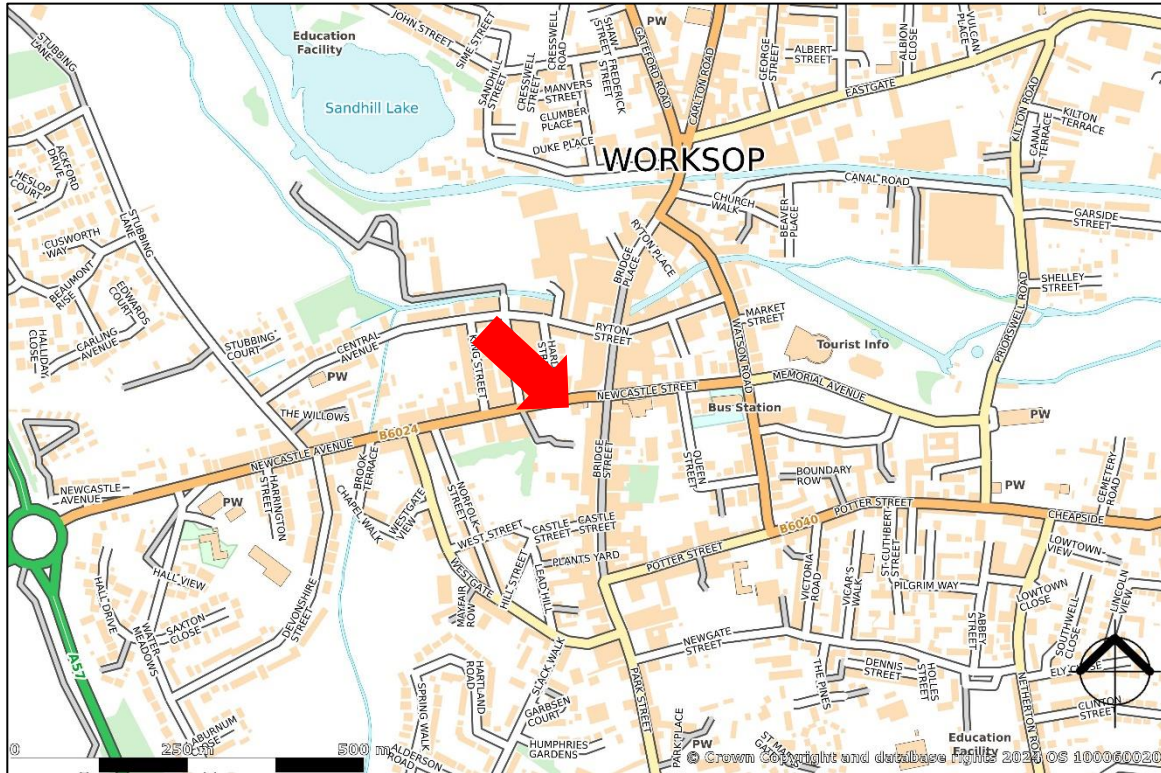 STUBBING
LANE
JOHN STREET
SIME STREET
Education
Facility
Sandhill Lake
SANDHILL
STREET
CRESSWELL
STREET
CRESSWELL
ROAD
MANVERS
STREET
CLUMBER
PLACE
DUKE PLACE
SHAW
STREET
FREDERICK
STREET
PW
GATEFORD ROAD
CARLTON ROAD
GEORGE
STREET
ALBERT
STREET
ALBION
CLOSE
VULCAN
PLACE
EASTGATE
KILTON ROAD
KILTON
TERRACE
CANAL
TERRACE
WORKSOP
CANAL ROAD
CHURCH
WALK
BEAVER
PLACE
GARSIDE
STREET
SHELLEY
STREET
PRIORSWELL ROAD
RYTON PLACE
BRIDGE
PLACE
HESLOP
COURT
ACKFORD
DRIVE
STUBBING
LANE
CUSWORTH
WAY
BEAUMONT
RISE
EDWARDS
COURT
CARLING
AVENUE
HALLIDAY
CLOSE
STUBBING
COURT
CENTRAL
AVENUE
PW
THE WILLOWS
KING STREET
RYTON
STREET
MARKET
STREET
WATSON ROAD
Tourist Info
NEWCASTLE STREET
MEMORIAL AVENUE
Bus Station
PW
B6024
NEWCASTLE AVENUE
NEWCASTLE
AVENUE
PW
HARRINGTON
STREET
BROOK
TERRACE
CHAPEL WALK
WESTGATE
VIEW
NORFOLK
STREET
BRIDGE
STREET
QUEEN
STREET
BOUNDARY
ROW
POTTER STREET
B6040
PW
CEMETERY
ROAD
CHEAPSIDE
WEST STREET
CASTLE
STREET
CASTLE
STREET
PLANTS YARD
POTTER STREET
HILL STREET
LEAD HILL
WESTGATE
MAYFAIR
ROW
HALL VIEW
HALL DRIVE
WATER
MEADOWS
SAXTON
CLOSE
DEVONSHIRE
STREET
A57
VICTORIA
ROAD
VICAR'S
WALK
ST CUTHBERT
STREET
PILGRIM WAY
LOWTOWN
VIEW
LOWTOWN
CLOSE
ABBEY
STREET
SOUTHWELL
CLOSE
LINCOLN
VIEW
ELY CLOSE
CLINTON
STREET
NEWGATE
STREET
THE PINES
DENNIS
STREET
HOLLES
STREET
NETHERTON ROAD
SLACK WALK
PARK STREET
HARTLAND
ROAD
SPRING WALK
GARBSEN
COURT
HUMPHRIES
GARDENS
ALDERSON
ROAD
PARK PLACE
PW
Education
Facility
0 250 m 500 m
© Crown Copyright and database rights 2024 OS 100060020